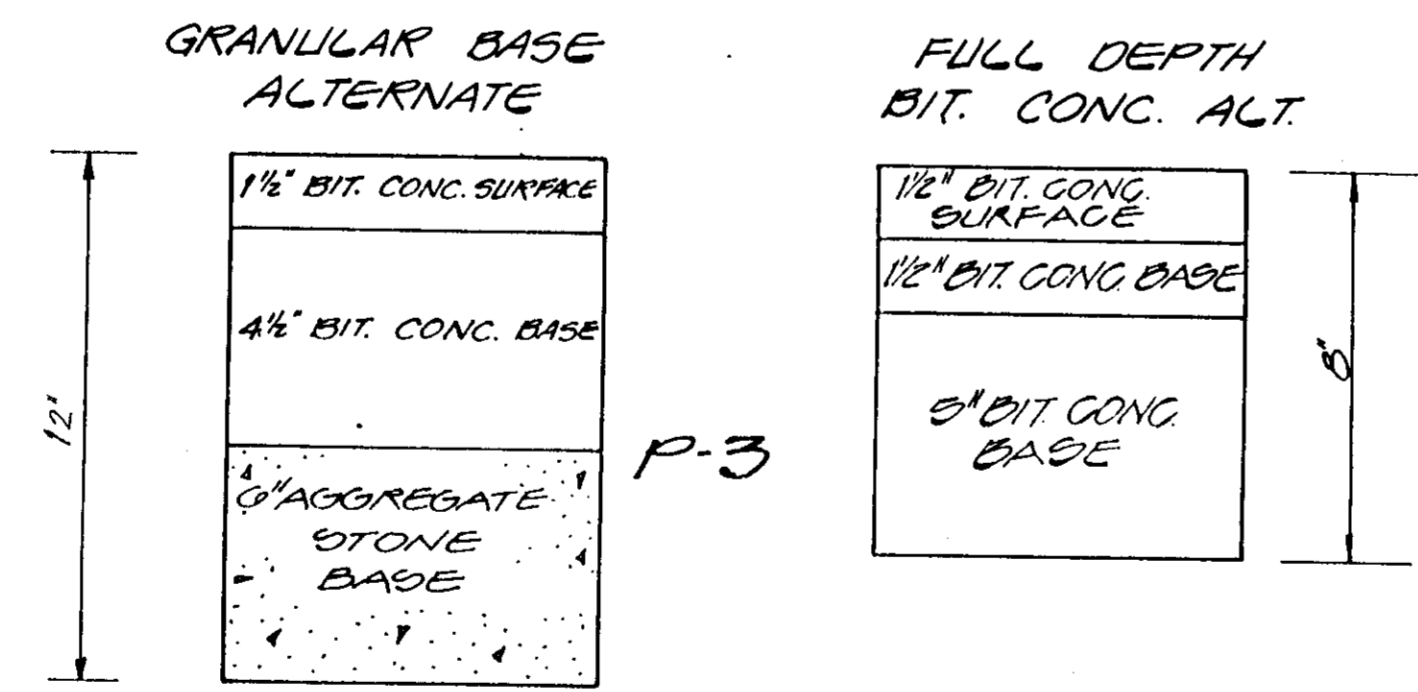 GRANULAR BASE
ALTERNATE
1½" BIT. CONC. SURFACE
4½" BIT. CONC. BASE
6" AGGREGATE
STONE
BASE
12"
P-3
FULL DEPTH
BIT. CONC. ALT.
1½" BIT. CONC.
SURFACE
1½" BIT. CONC. BASE
5" BIT. CONC.
BASE
8"